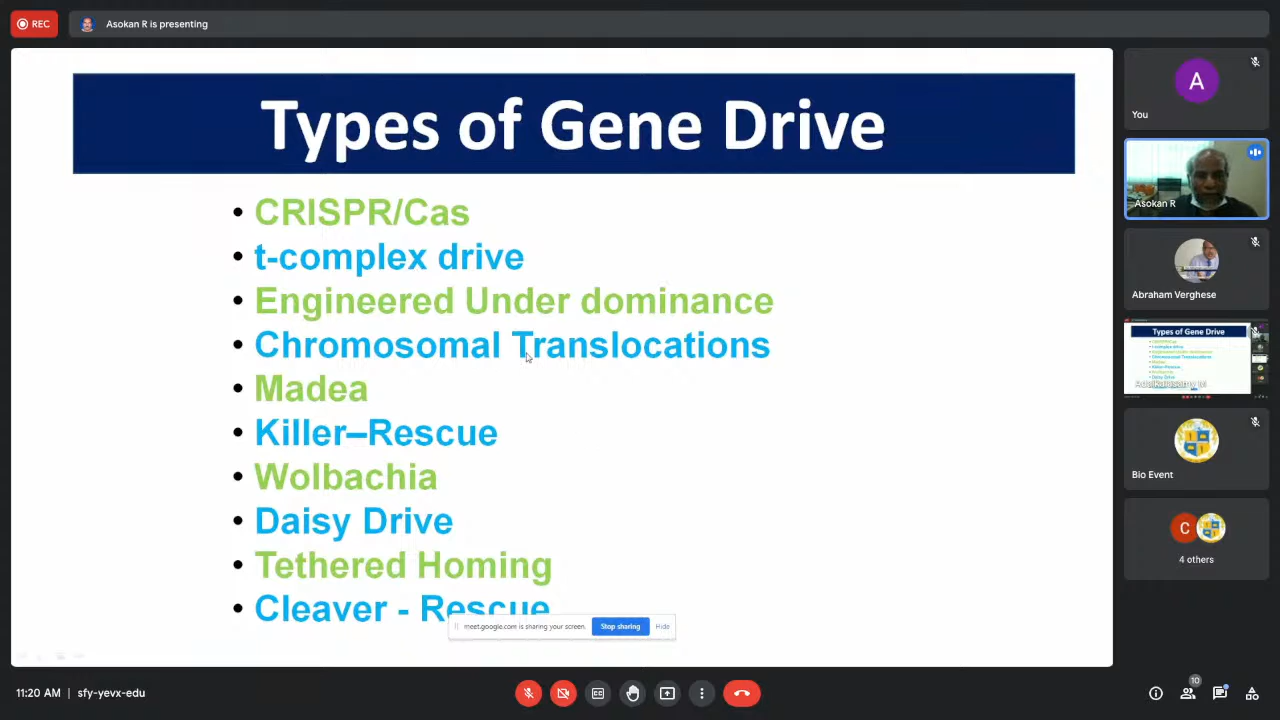 REC
Asokan R is presenting
Types of Gene Drive
• CRISPR/Cas
• t-complex drive
• Engineered Under dominance
• Chromosomal Translocations
• Madea
• Killer–Rescue
• Wolbachia
• Daisy Drive
• Tethered Homing
• Cleaver - Rescue
meet.google.com is sharing your screen.
Stop sharing
Hide
A
You
Asokan R
Abraham Verghese
Types of Gene Drive
Bio Event
C
4 others
11:20 AM | sfy-yevx-edu
10